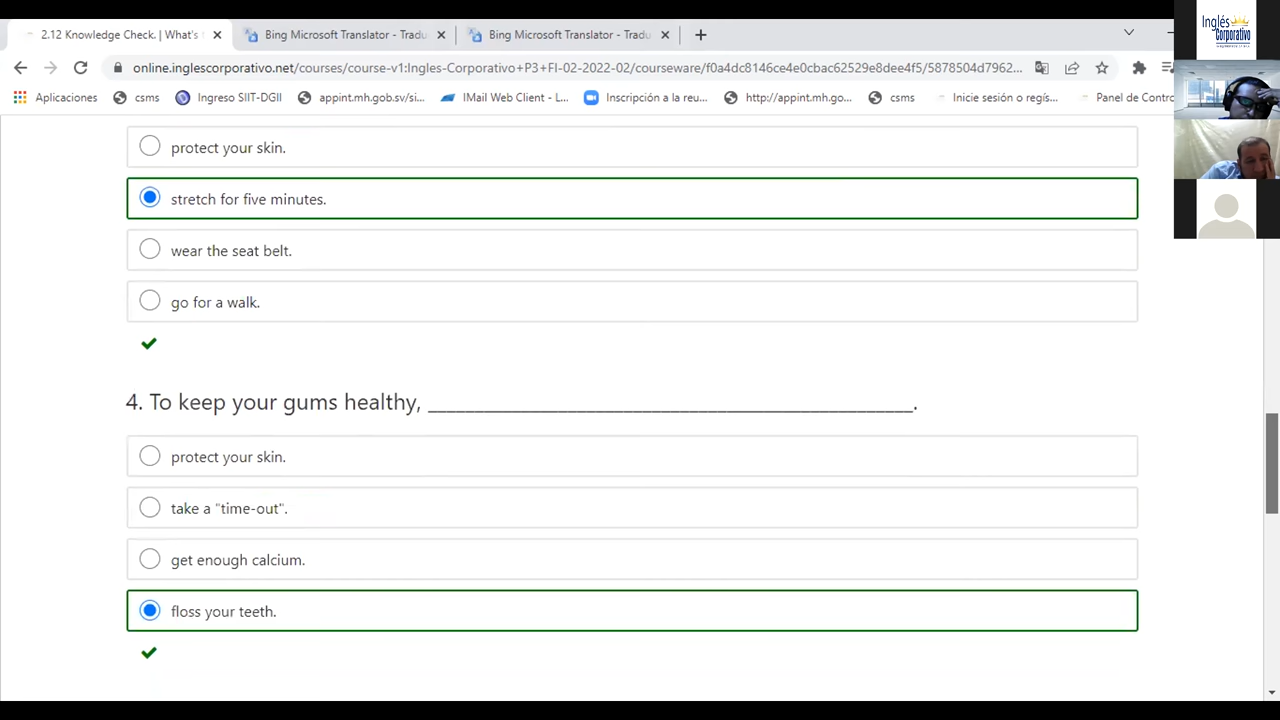 2.12 Knowledge Check. | What's
Bing Microsoft Translator - Tradu
Bing Microsoft Translator - Tradu
online.inglescorporativo.net/courses/course-v1:Ingles-Corporativo+P3+FI-02-2022-02/courseware/f0a4dc8146ce4e0cbac62529e8dee4f5/5878504d7962...
Aplicaciones
csms
Ingreso SIIT-DGII
appint.mh.gob.sv/si...
IMail Web Client - L...
Inscripción a la reu...
http://appint.mh.go...
csms
Inicie sesión o regís...
Panel de Contro
Inglés
Corporativo
protect your skin.
stretch for five minutes.
wear the seat belt.
go for a walk.
4. To keep your gums healthy, ________________________________________.
protect your skin.
take a "time-out".
get enough calcium.
floss your teeth.